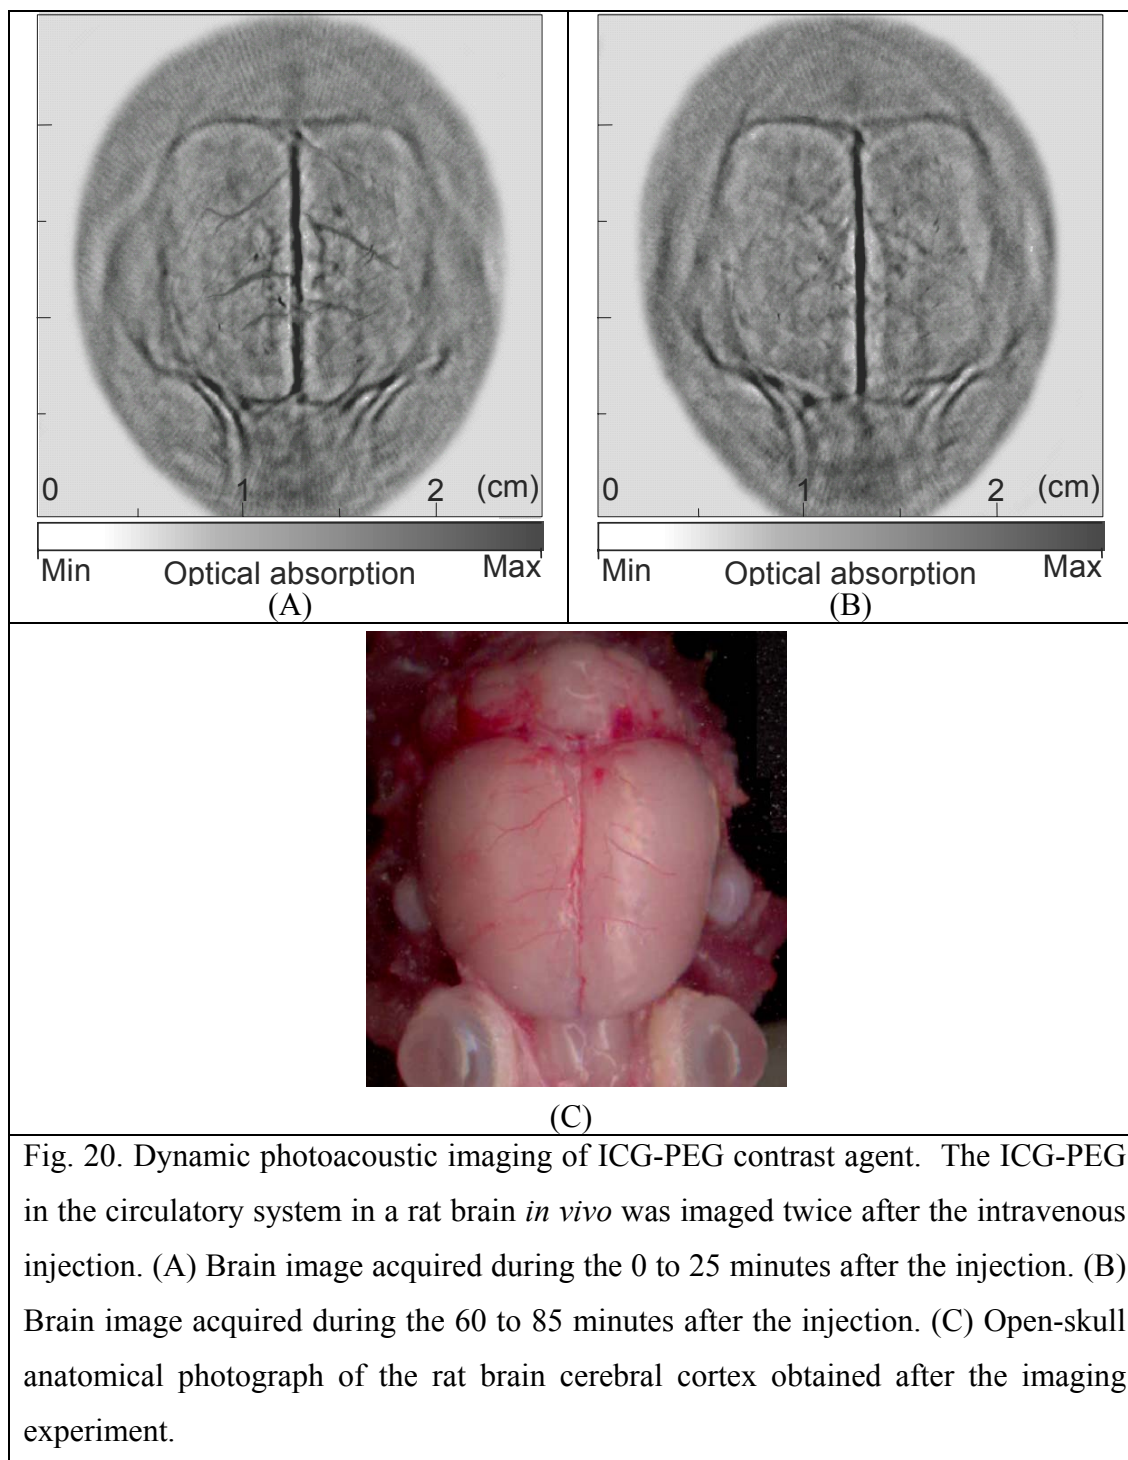 0 1 2 (cm)
Min Optical absorption Max
(A)
0 1 2 (cm)
Min Optical absorption Max
(B)
(C)
Fig. 20. Dynamic photoacoustic imaging of ICG-PEG contrast agent. The ICG-PEG
in the circulatory system in a rat brain in vivo was imaged twice after the intravenous
injection. (A) Brain image acquired during the 0 to 25 minutes after the injection. (B)
Brain image acquired during the 60 to 85 minutes after the injection. (C) Open-skull
anatomical photograph of the rat brain cerebral cortex obtained after the imaging
experiment.